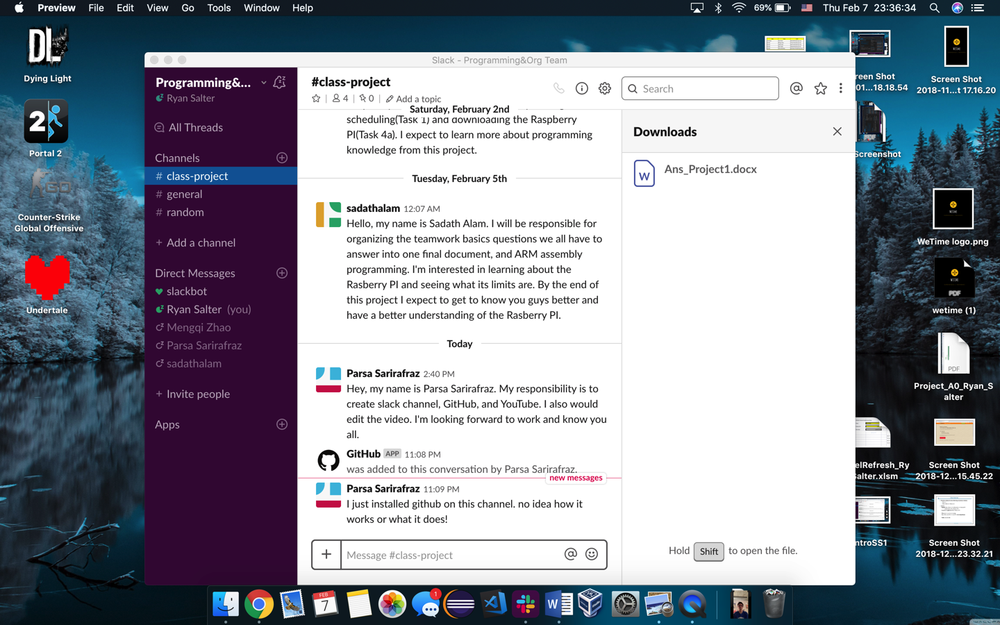 Preview File Edit View Go Tools Window Help
69% Thu Feb 7 23:36:34
DL
Dying Light
2
Portal 2
GO
Counter-Strike
Global Offensive
Undertale
Slack - Programming&Org Team
Programming&...
Ryan Salter
All Threads
Channels
# class-project
# general
# random
+ Add a channel
Direct Messages
slackbot
Ryan Salter (you)
Mengqi Zhao
Parsa Sarirafraz
sadathalam
+ Invite people
Apps
#class-project
4 | 0 | Add a topic
Search
Saturday, February 2nd
scheduling(Task 1) and downloading the Raspberry
PI(Task 4a). I expect to learn more about programming
knowledge from this project.
Tuesday, February 5th
sadathalam 12:07 AM
Hello, my name is Sadath Alam. I will be responsible for
organizing the teamwork basics questions we all have to
answer into one final document, and ARM assembly
programming. I'm interested in learning about the
Rasberry PI and seeing what its limits are. By the end of
this project I expect to get to know you guys better and
have a better understanding of the Rasberry PI.
Today
Parsa Sarirafraz 2:40 PM
Hey, my name is Parsa Sarirafraz. My responsibility is to
create slack channel, GitHub, and YouTube. I also would
edit the video. I'm looking forward to work and know you
all.
GitHub APP 11:08 PM
was added to this conversation by Parsa Sarirafraz.
new messages
Parsa Sarirafraz 11:09 PM
I just installed github on this channel. no idea how it
works or what it does!
+ Message #class-project
Downloads
W
Ans_Project1.docx
Hold Shift to open the file.
reen Shot
01...18.18.54
Screen Shot
2018-11...t 17.16.20
PDF
Screenshot
WETIME
WeTime logo.png
WETIME
PDF
wetime (1)
PDF
Project_A0_Ryan_S
alter
elRefresh_Ry
alter.xlsm
Screen Shot
2018-12...15.45.22
ntroSS1
Screen Shot
2018-12...23.32.21
FEB
7
1
W